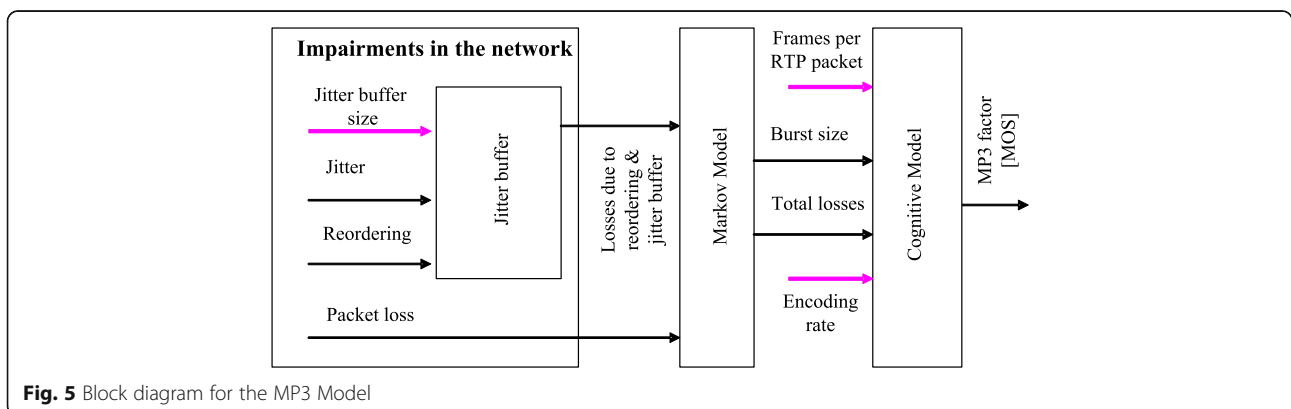 Impairments in the network
Jitter buffer
size
Jitter
Reordering
Packet loss
Jitter buffer
Losses due to
reordering &
jitter buffer
Markov Model
Frames per
RTP packet
Burst size
Total losses
Encoding
rate
Cognitive Model
MP3 factor
[MOS]
Fig. 5 Block diagram for the MP3 Model